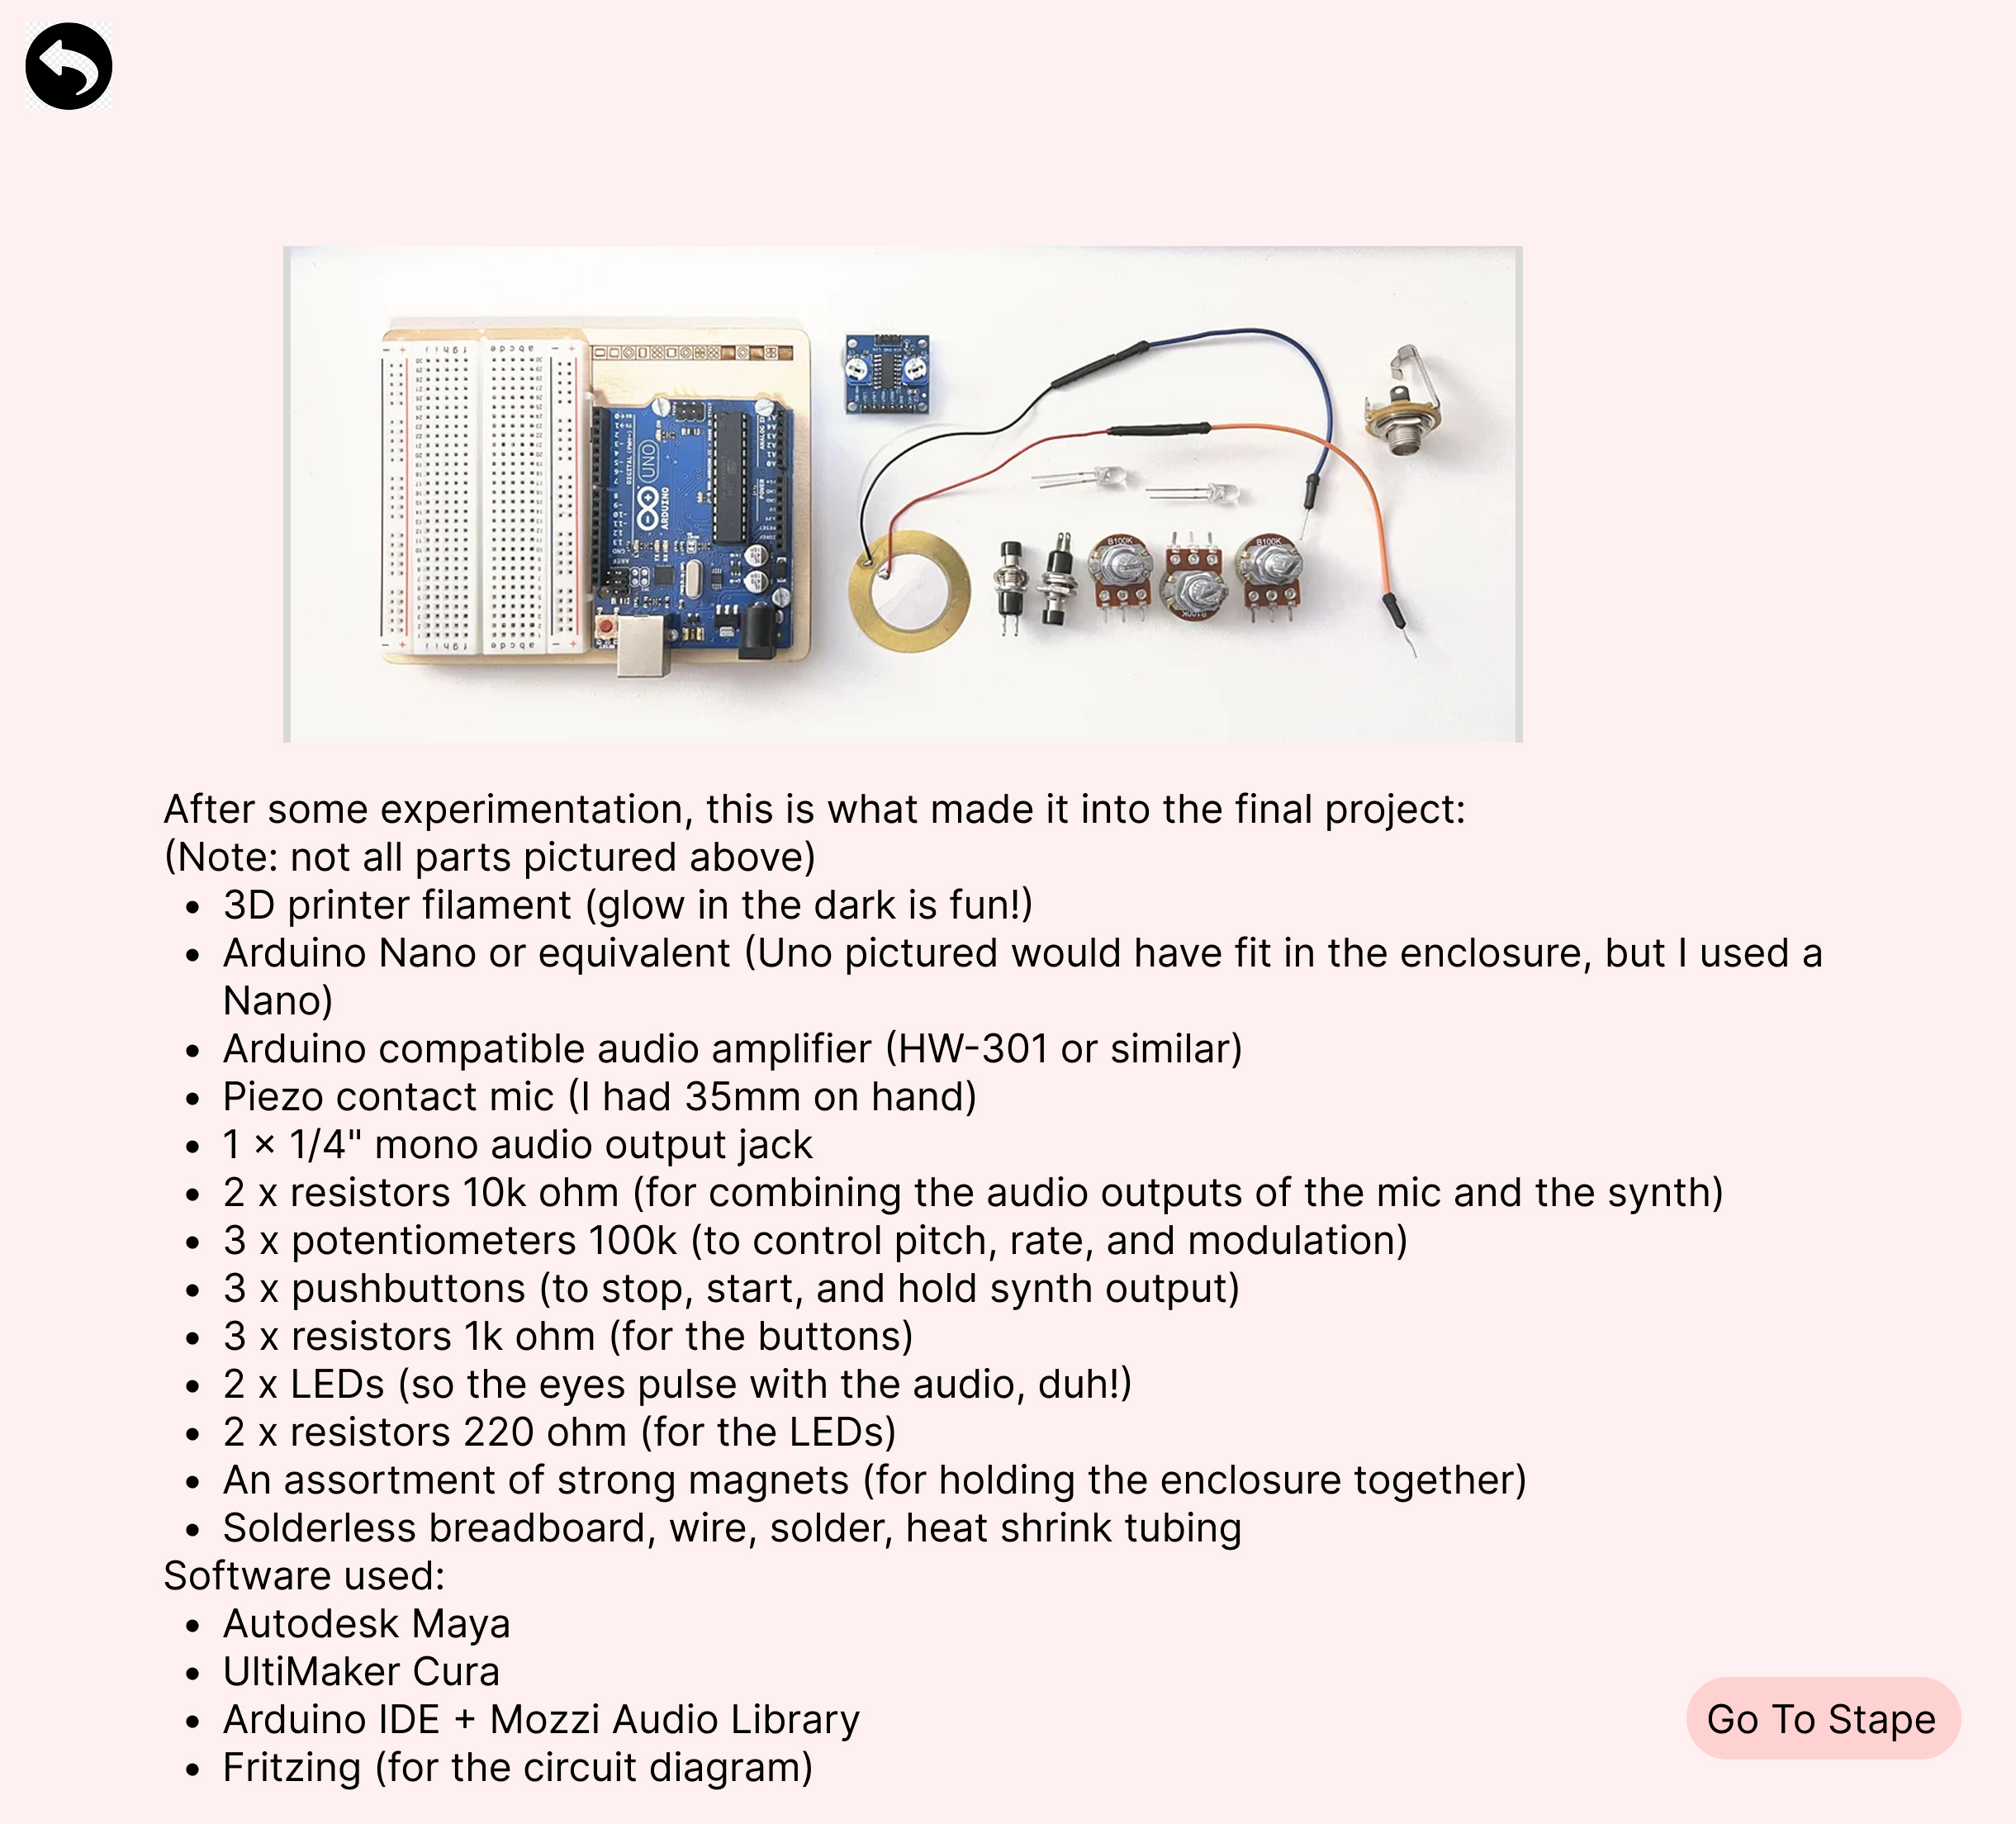 UNO
ARDUINO
DIGITAL (PWM~)
ANALOG IN
POWER
B100K
B100K
B100K
After some experimentation, this is what made it into the final project:
(Note: not all parts pictured above)
• 3D printer filament (glow in the dark is fun!)
• Arduino Nano or equivalent (Uno pictured would have fit in the enclosure, but I used a
Nano)
• Arduino compatible audio amplifier (HW-301 or similar)
• Piezo contact mic (I had 35mm on hand)
• 1 × 1/4" mono audio output jack
• 2 x resistors 10k ohm (for combining the audio outputs of the mic and the synth)
• 3 x potentiometers 100k (to control pitch, rate, and modulation)
• 3 x pushbuttons (to stop, start, and hold synth output)
• 3 x resistors 1k ohm (for the buttons)
• 2 x LEDs (so the eyes pulse with the audio, duh!)
• 2 x resistors 220 ohm (for the LEDs)
• An assortment of strong magnets (for holding the enclosure together)
• Solderless breadboard, wire, solder, heat shrink tubing
Software used:
• Autodesk Maya
• UltiMaker Cura
• Arduino IDE + Mozzi Audio Library
• Fritzing (for the circuit diagram)
Go To Stape